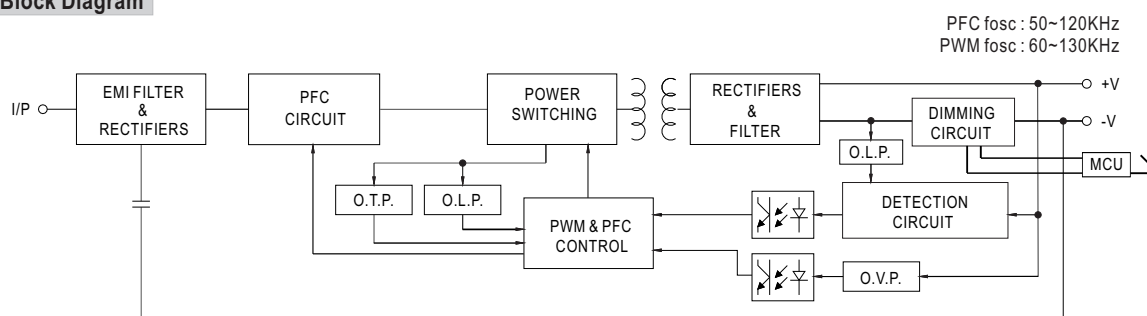 Block Diagram
PFC fosc : 50~120KHz
PWM fosc : 60~130KHz
I/P
EMI FILTER
&
RECTIFIERS
PFC
CIRCUIT
POWER
SWITCHING
RECTIFIERS
&
FILTER
DIMMING
CIRCUIT
+V
-V
MCU
O.L.P.
O.T.P.
O.L.P.
PWM & PFC
CONTROL
DETECTION
CIRCUIT
O.V.P.